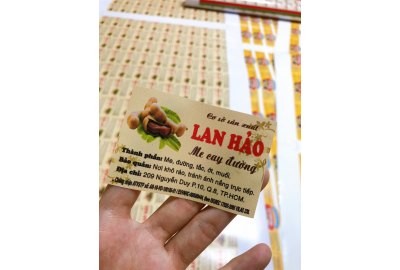 Cơ sở sản xuất
LAN HẢO
Me cay đường
Thành phần: Me, đường, tắc, ớt, muối.
Bảo quản: Nơi khô ráo, tránh ánh nắng trực tiếp.
Địa chỉ: 209 Nguyễn Duy P.10, Q.8, TP.HCM.